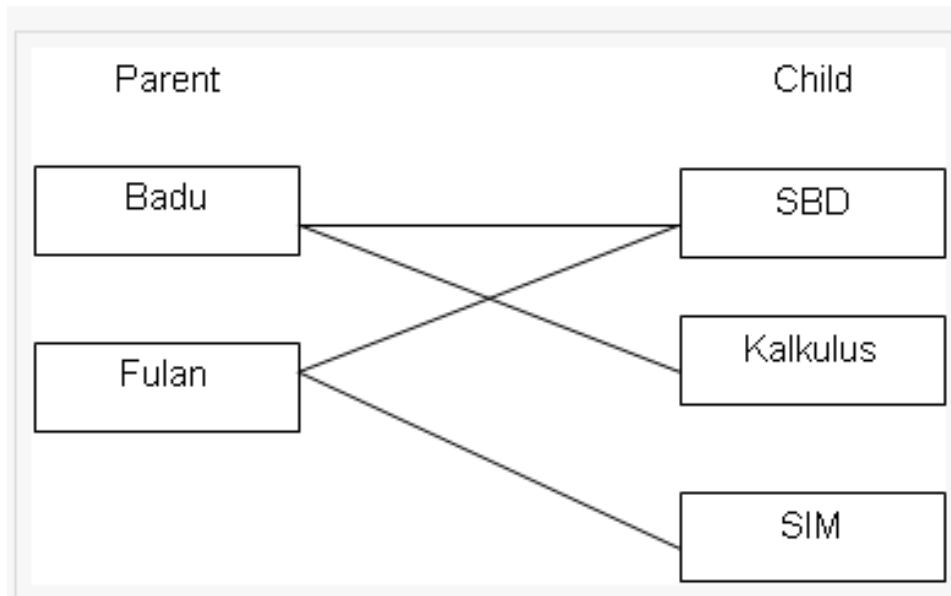 Parent
Child
Badu
SBD
Kalkulus
Fulan
SIM